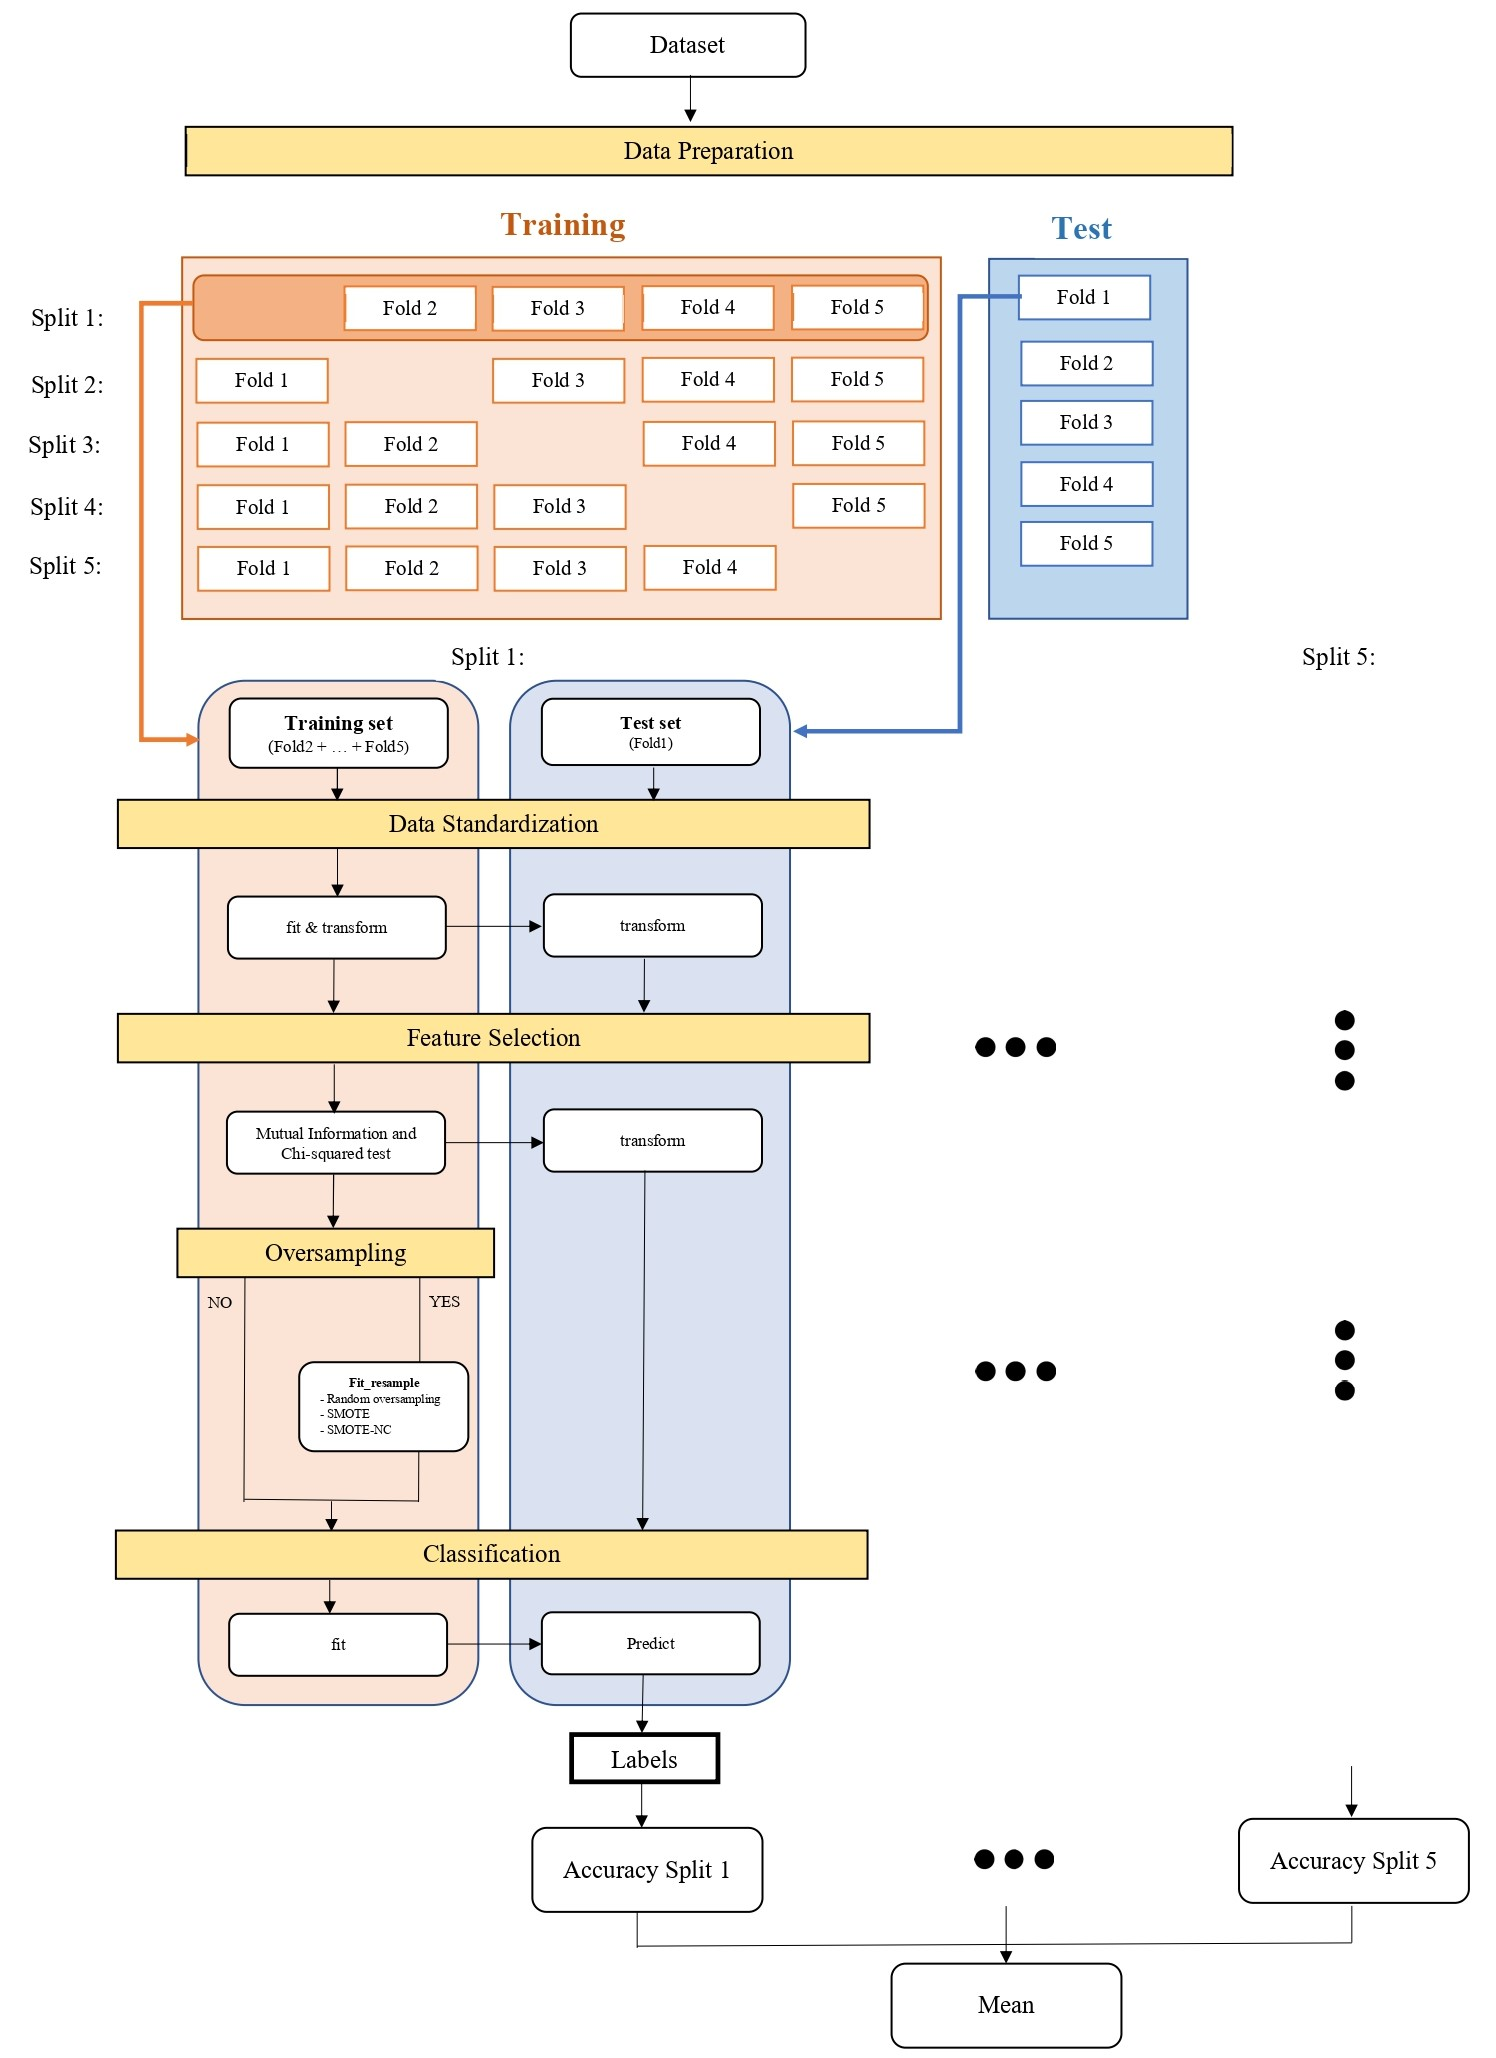 Dataset
Data Preparation
Training
Test
Split 1:
Fold 2
Fold 3
Fold 4
Fold 5
Fold 1
Split 2:
Fold 1
Fold 3
Fold 4
Fold 5
Fold 2
Split 3:
Fold 1
Fold 2
Fold 4
Fold 5
Fold 3
Split 4:
Fold 1
Fold 2
Fold 3
Fold 5
Fold 4
Split 5:
Fold 1
Fold 2
Fold 3
Fold 4
Fold 5
Split 1:
Split 5:
Training set
(Fold2 + … + Fold5)
Test set
(Fold1)
Data Standardization
fit & transform
transform
Feature Selection
Mutual Information and
Chi-squared test
transform
Oversampling
NO
YES
Fit_resample
- Random oversampling
- SMOTE
- SMOTE-NC
Classification
fit
Predict
Labels
Accuracy Split 1
Accuracy Split 5
Mean